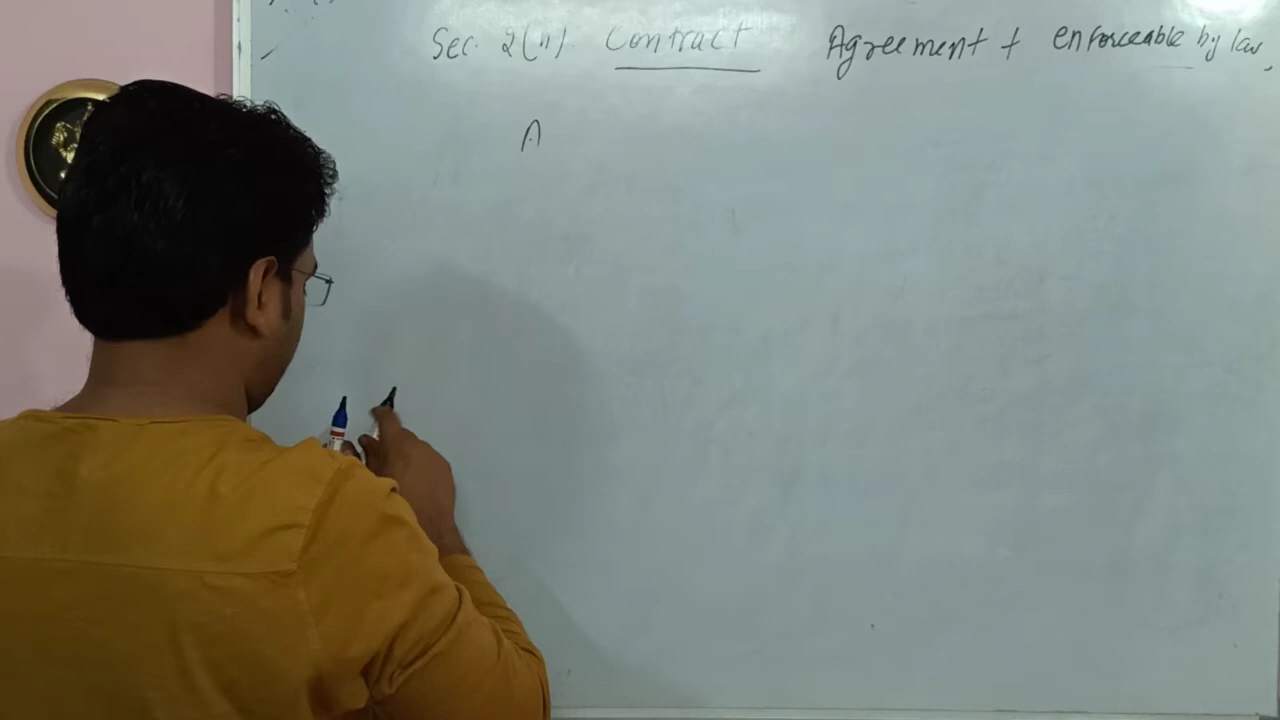 Sec. 2(h). Contract Agreement + enforceable by law,
A